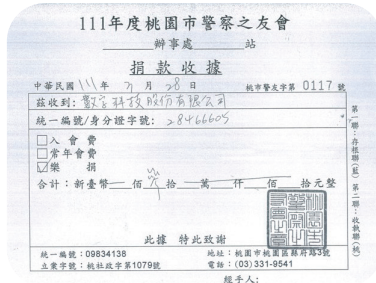 111年度桃園市警察之友會
辦事處 站
捐款收據
中華民國 111 年 7 月 28 日 桃市警友字第 0117 號
茲收到: 數字科技股份有限公司
統一編號/身分證字號: 28466605
□入會費
□常年會費
☑樂捐
合計:新臺幣 佰 拾 萬 仟 佰 拾元整
此據 特此致謝
第一聯:存根聯(藍) 第二聯:收執聯(桃)
統一編號:09834138 地址:桃園市桃園區縣府路3號
立案字號:桃社政字第1079號 電話:(03)331-9541
經手人: